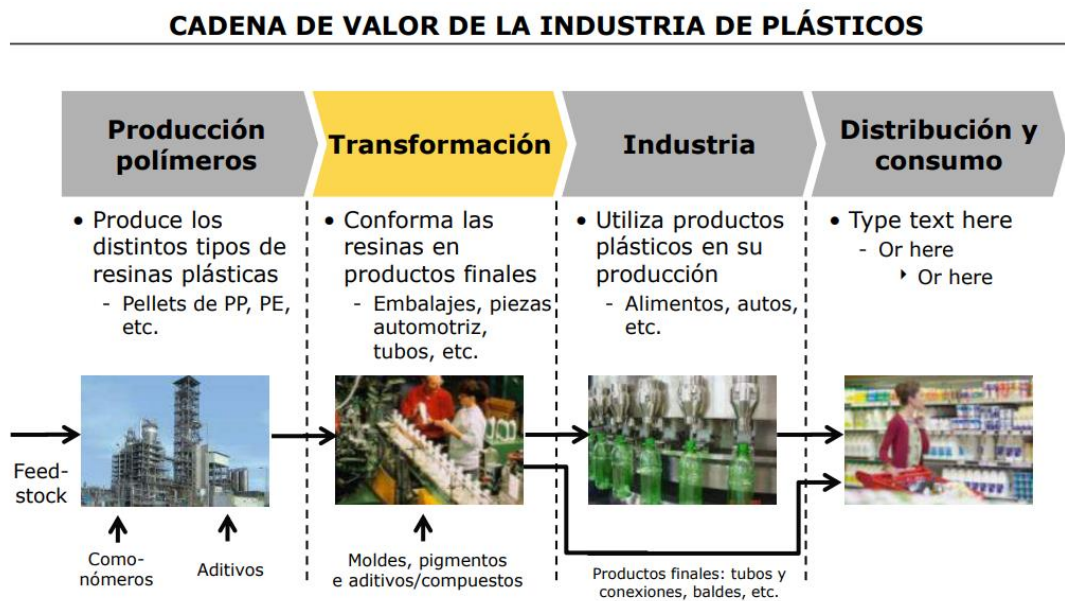 CADENA DE VALOR DE LA INDUSTRIA DE PLÁSTICOS
Producción
polímeros
Transformación
Industria
Distribución y
consumo
• Produce los
distintos tipos de
resinas plásticas
- Pellets de PP, PE,
etc.
• Conforma las
resinas en
productos finales
- Embalajes, piezas
automotriz,
tubos, etc.
• Utiliza productos
plásticos en su
producción
- Alimentos, autos,
etc.
• Type text here
- Or here
‣ Or here
Feed-
stock
Como-
nómeros
Aditivos
Moldes, pigmentos
e aditivos/compuestos
Productos finales: tubos y
conexiones, baldes, etc.